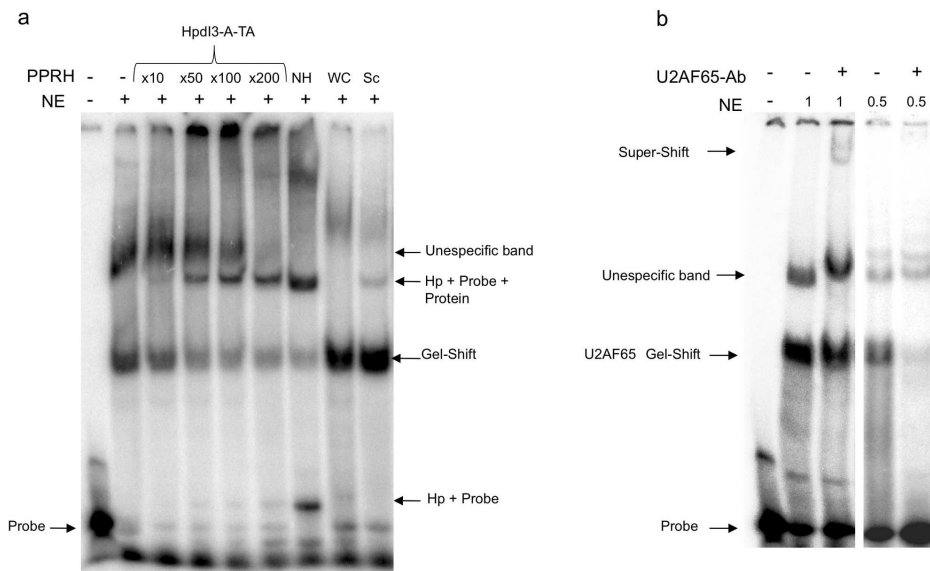 a
HpdI3-A-TA
PPRH - - x10 x50 x100 x200 NH WC Sc
NE - + + + + + + + +
Unespecific band
Hp + Probe +
Protein
Gel-Shift
Hp + Probe
Probe
b
U2AF65-Ab - - + - +
NE - 1 1 0.5 0.5
Super-Shift
Unespecific band
U2AF65 Gel-Shift
Probe